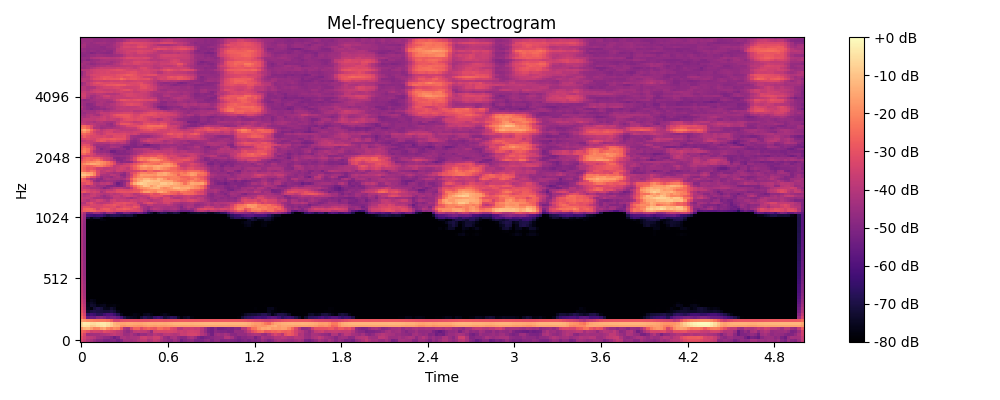 Mel-frequency spectrogram
+0 dB
-10 dB
-20 dB
-30 dB
-40 dB
-50 dB
-60 dB
-70 dB
-80 dB
Hz
4096
2048
1024
512
0
0 0.6 1.2 1.8 2.4 3 3.6 4.2 4.8
Time